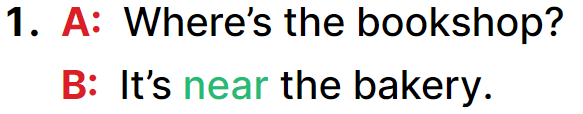 1. A: Where’s the bookshop?
B: It’s near the bakery.